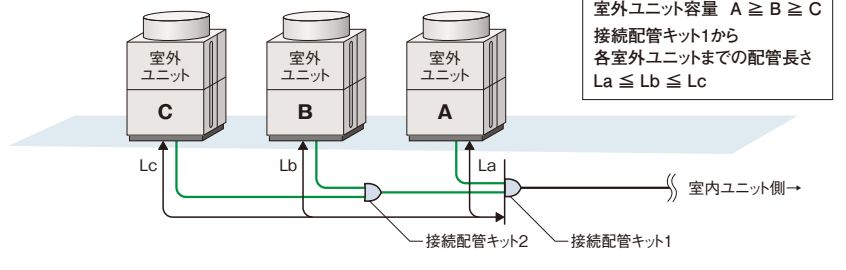 室外ユニット容量 A ≧ B ≧ C
接続配管キット1から
各室外ユニットまでの配管長さ
La ≦ Lb ≦ Lc
室外
ユニット
C
室外
ユニット
B
室外
ユニット
A
Lc
Lb
La
室内ユニット側→
接続配管キット2
接続配管キット1